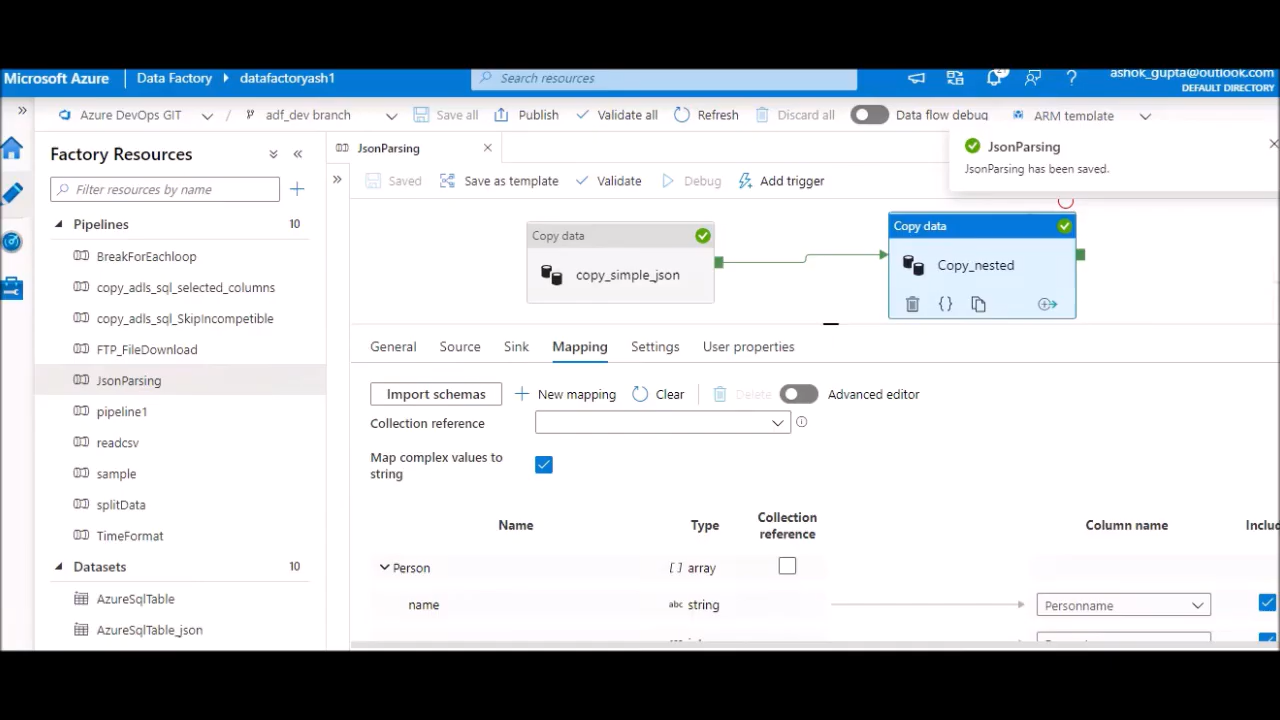 Microsoft Azure
Data Factory
datafactoryash1
Search resources
ashok_gupta@outlook.com
DEFAULT DIRECTORY
Azure DevOps GIT
/
adf_dev branch
Save all
Publish
Validate all
Refresh
Discard all
Data flow debug
ARM template
Factory Resources
Filter resources by name
Pipelines
10
BreakForEachloop
copy_adls_sql_selected_columns
copy_adls_sql_SkipIncompetible
FTP_FileDownload
JsonParsing
pipeline1
readcsv
sample
splitData
TimeFormat
Datasets
10
AzureSqlTable
AzureSqlTable_json
JsonParsing
JsonParsing
JsonParsing has been saved.
Saved
Save as template
Validate
Debug
Add trigger
Copy data
copy_simple_json
Copy data
Copy_nested
General
Source
Sink
Mapping
Settings
User properties
Import schemas
New mapping
Clear
Delete
Advanced editor
Collection reference
Map complex values to
string
Name
Type
Collection
reference
Column name
Includ
Person
[ ] array
name
abc string
Personname